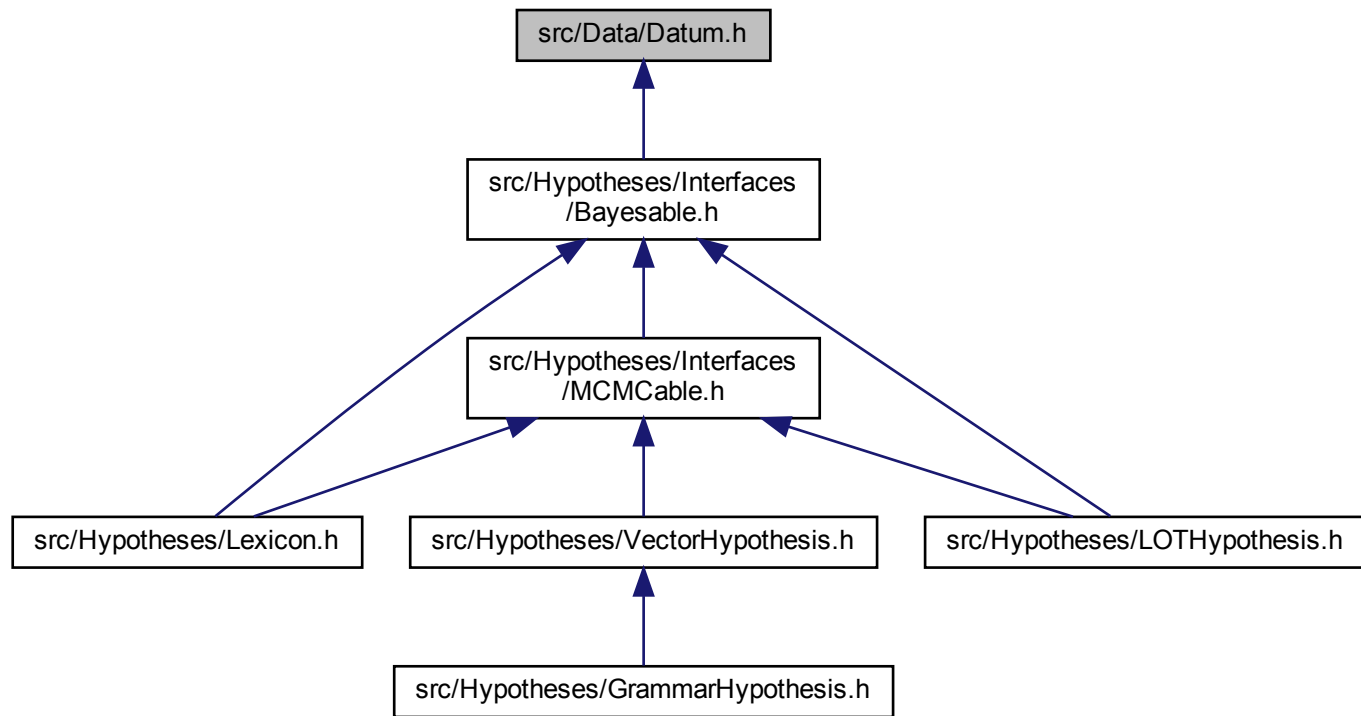 src/Data/Datum.h
src/Hypotheses/Interfaces
/Bayesable.h
src/Hypotheses/Interfaces
/MCMCable.h
src/Hypotheses/Lexicon.h
src/Hypotheses/VectorHypothesis.h
src/Hypotheses/LOTHypothesis.h
src/Hypotheses/GrammarHypothesis.h